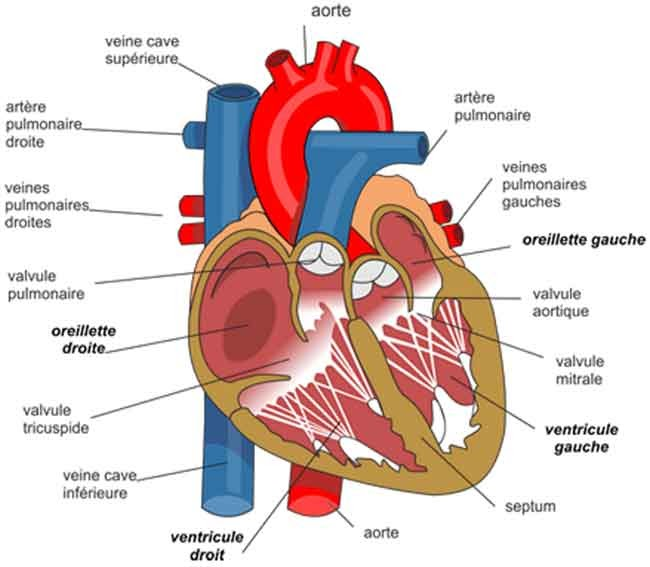 aorte
veine cave
supérieure
artère
pulmonaire
droite
veines
pulmonaires
droites
valvule
pulmonaire
oreillette
droite
valvule
tricuspide
veine cave
inférieure
ventricule
droit
artère
pulmonaire
veines
pulmonaires
gauches
oreillette gauche
valvule
aortique
valvule
mitrale
ventricule
gauche
septum
aorte